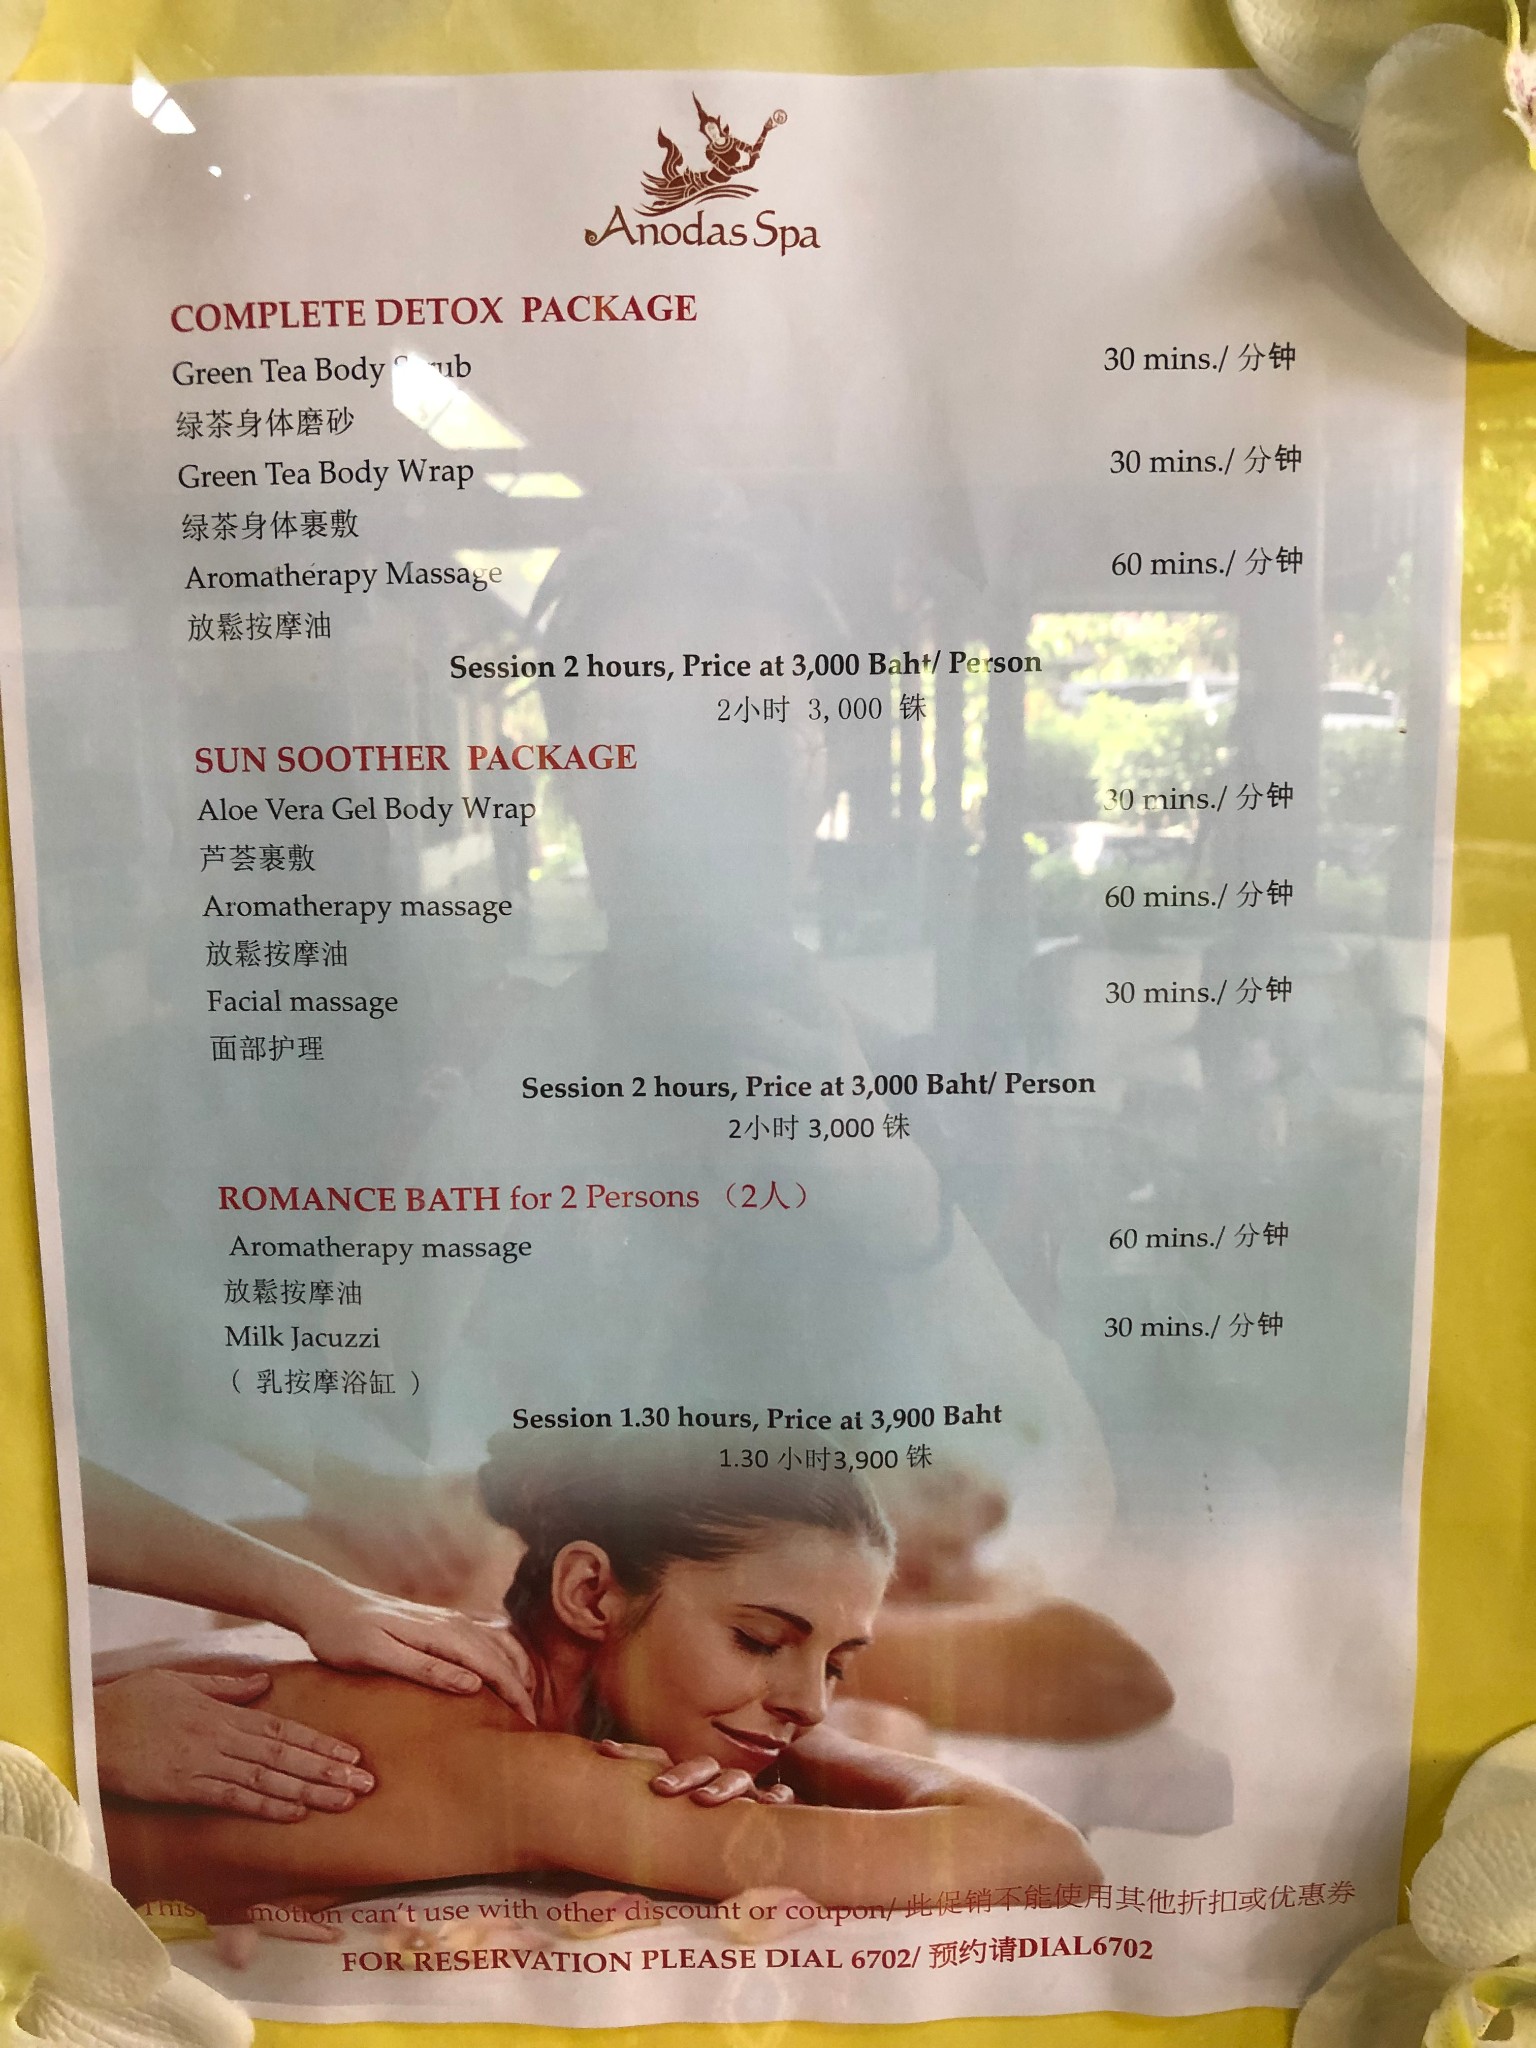 Anodas Spa
COMPLETE DETOX PACKAGE
Green Tea Body 30 mins./ 分钟
绿茶身体磨砂
Green Tea Body Wrap 30 mins./ 分钟
绿茶身体裹敷
Aromatherapy Massage 60 mins./ 分钟
放鬆按摩油
Session 2 hours, Price at 3,000 Baht/ Person
2小时 3,000 铢
SUN SOOTHER PACKAGE
Aloe Vera Gel Body Wrap 30 mins./ 分钟
芦荟裹敷
Aromatherapy massage 60 mins./ 分钟
放鬆按摩油
Facial massage 30 mins./ 分钟
面部护理
Session 2 hours, Price at 3,000 Baht/ Person
2小时 3,000 铢
ROMANCE BATH for 2 Persons （2人）
Aromatherapy massage 60 mins./ 分钟
放鬆按摩油
Milk Jacuzzi 30 mins./ 分钟
（ 乳按摩浴缸 ）
Session 1.30 hours, Price at 3,900 Baht
1.30 小时3,900 铢
This can't use with other discount or coupon/ 此促销不能使用其他折扣或优惠券
FOR RESERVATION PLEASE DIAL 6702/ 预约请DIAL6702